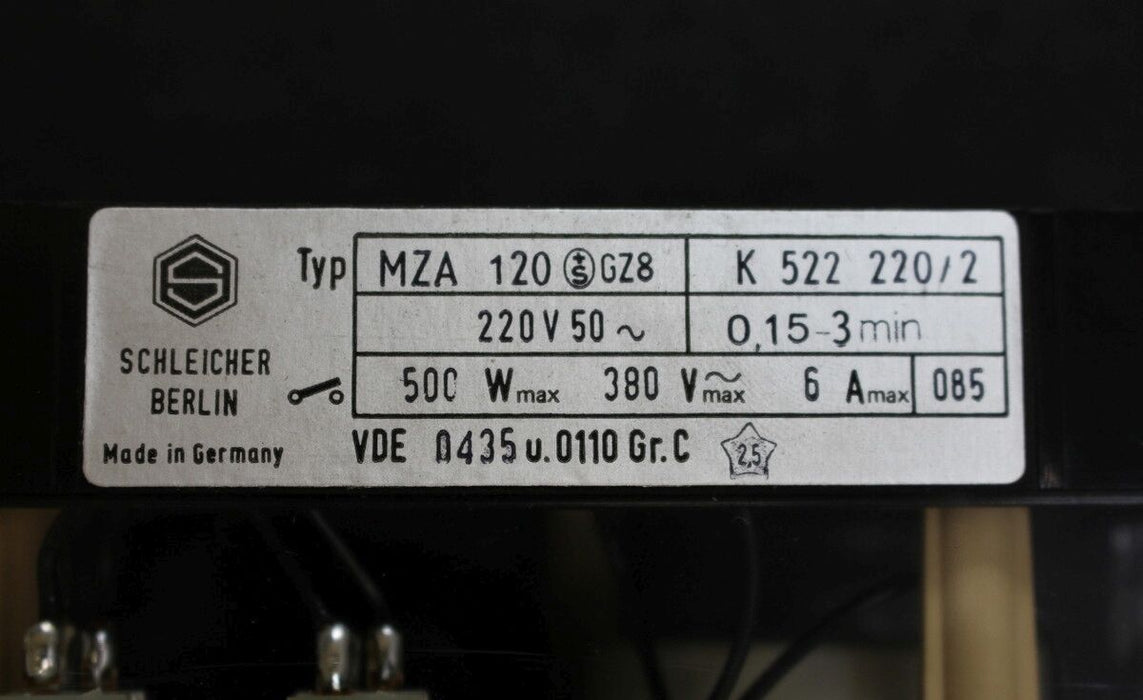 Typ MZA 120 GZ8 K 522 220/2
220V 50 ~ 0,15-3 min
SCHLEICHER
BERLIN
500 Wmax 380 V≂max 6 Amax 085
VDE 0435 u. 0110 Gr. C 2,5
Made in Germany